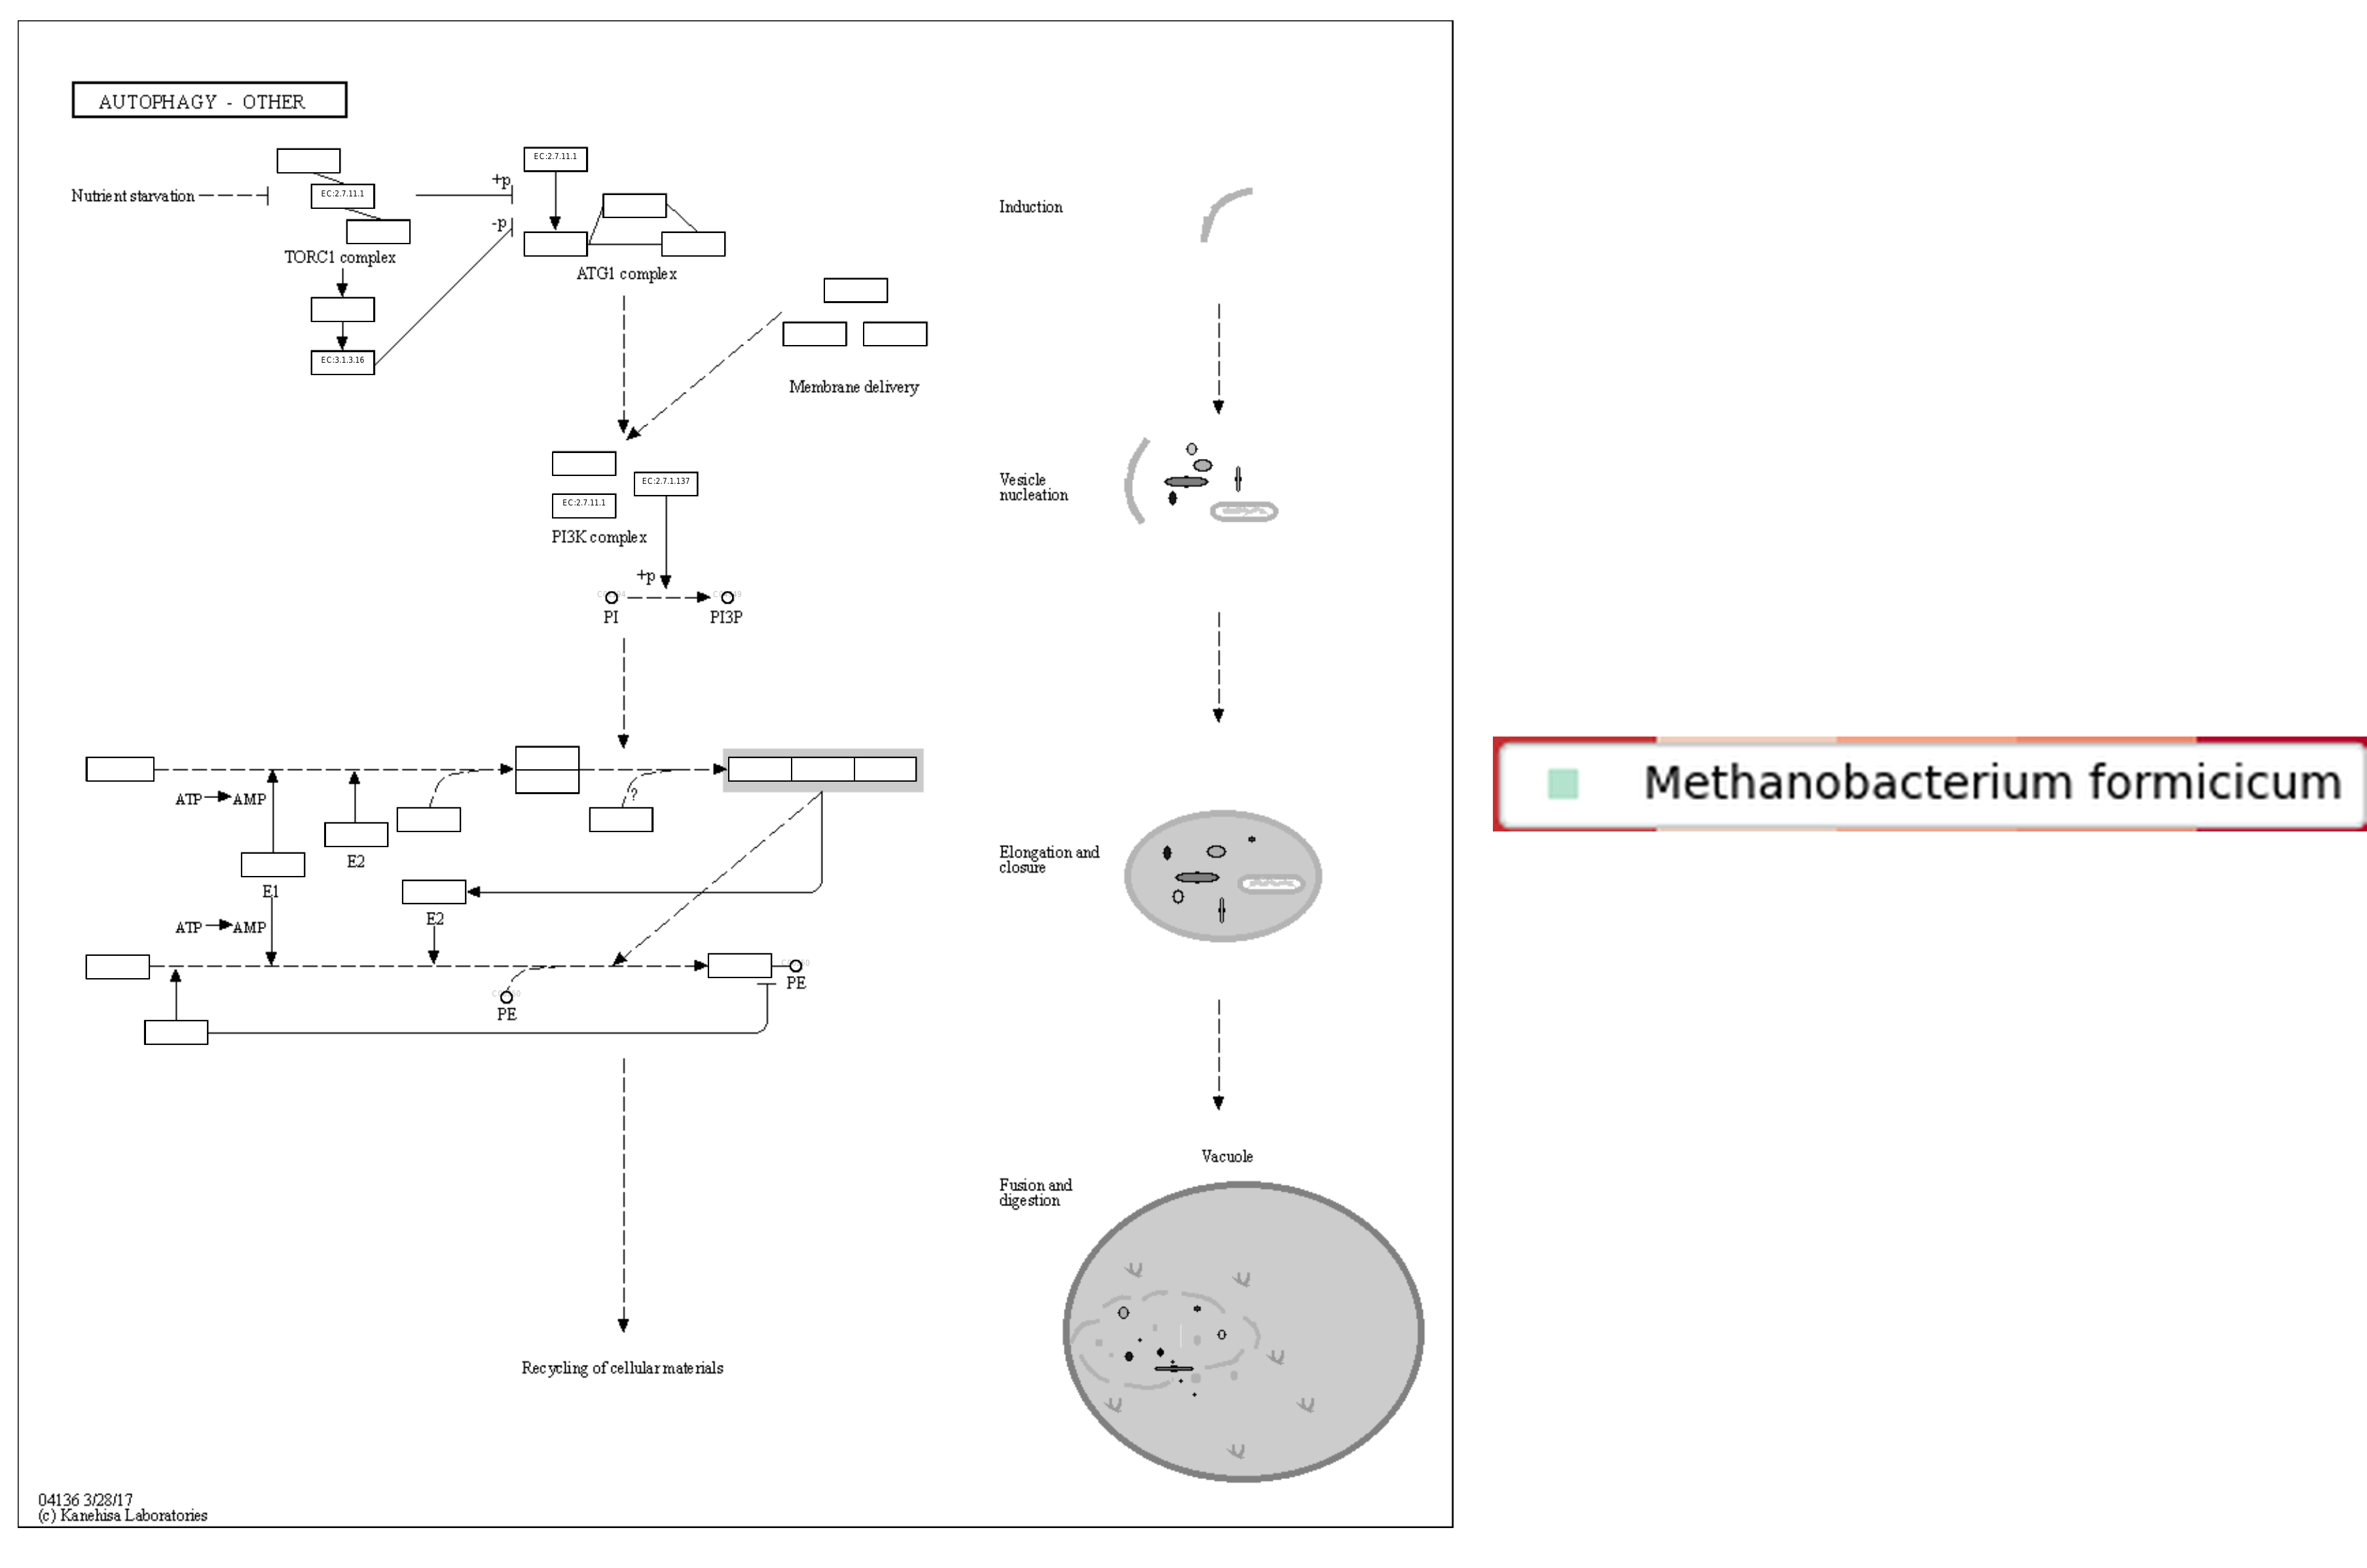 AUTOPHAGY - OTHER
EC:2.7.11.1
Nutrient starvation
EC:2.7.11.1
+p
-p
TORC1 complex
ATG1 complex
EC:3.1.3.16
Membrane delivery
EC:2.7.1.137
EC:2.7.11.1
PI3K complex
+p
PI
PI3P
ATP
AMP
?
E2
E1
E2
ATP
AMP
PE
PE
Recycling of cellular materials
Induction
Vesicle
nucleation
Elongation and
closure
Vacuole
Fusion and
digestion
04136 3/28/17
(c) Kanehisa Laboratories
Methanobacterium formicicum